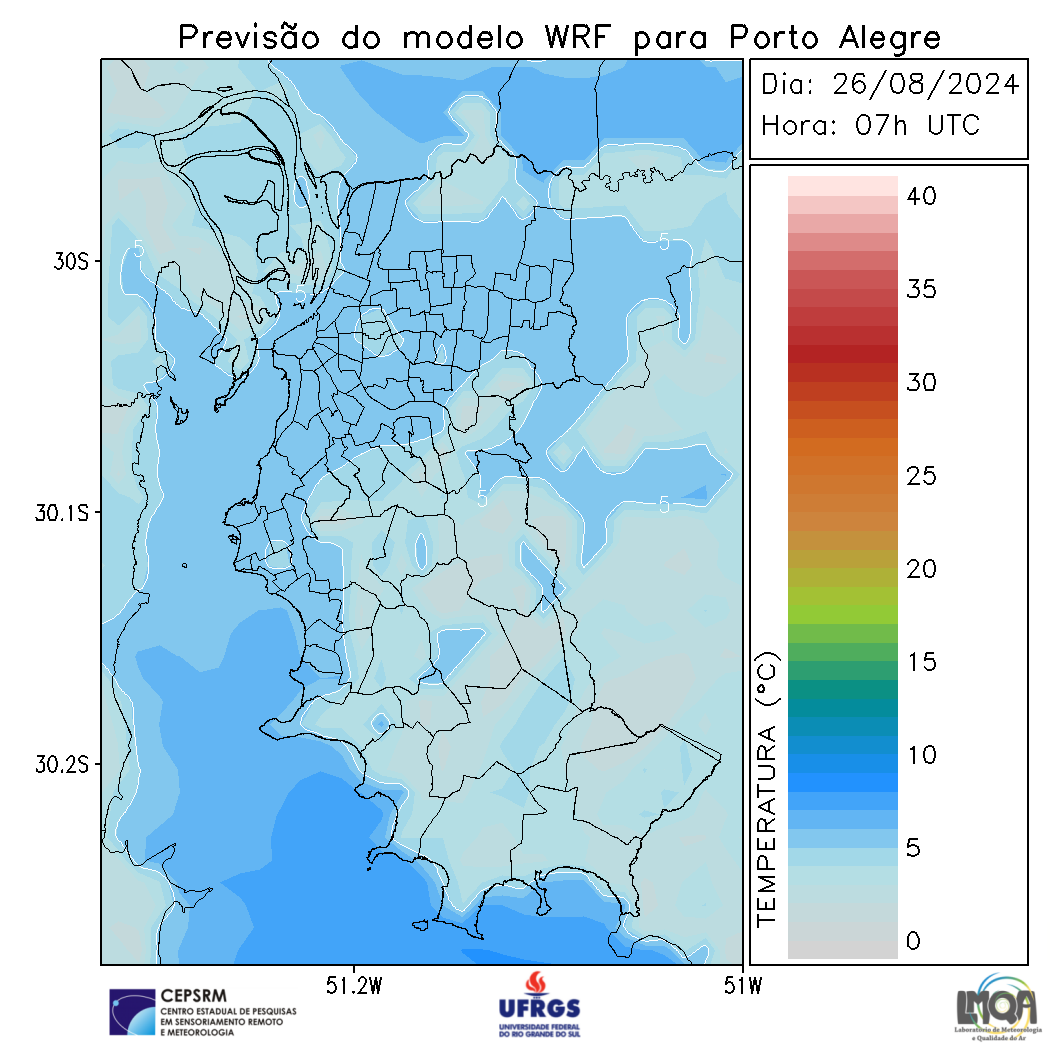 Previsão do modelo WRF para Porto Alegre
Dia: 26/08/2024
Hora: 07h UTC
40
35
30
25
20
15
10
5
0
TEMPERATURA (°C)
30S
30.1S
30.2S
51.2W
51W
5
5
5
5
5
CEPSRM
CENTRO ESTADUAL DE PESQUISAS
EM SENSORIAMENTO REMOTO
E METEOROLOGIA
UFRGS
UNIVERSIDADE FEDERAL
DO RIO GRANDE DO SUL
LMQA
Laboratório de Meteorologia
e Qualidade do Ar